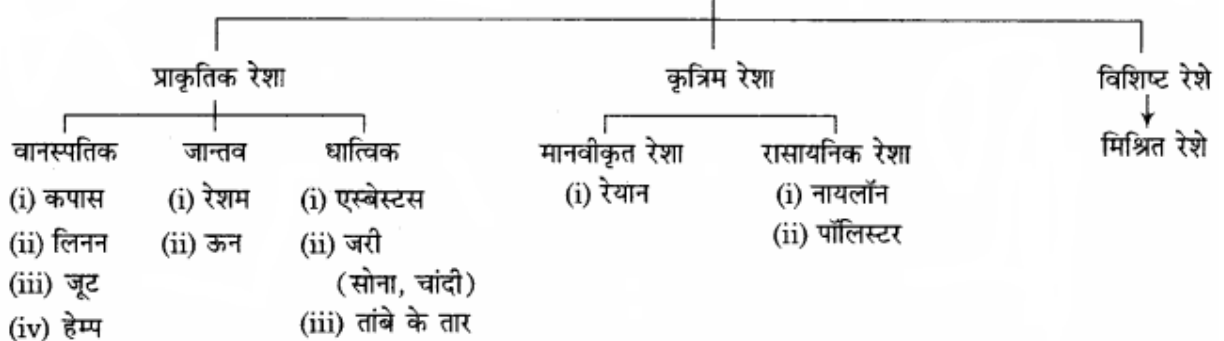 प्राकृतिक रेशा कृत्रिम रेशा विशिष्ट रेशे
वानस्पतिक जान्तव धात्विक मानवीकृत रेशा रासायनिक रेशा मिश्रित रेशे
(i) कपास (i) रेशम (i) एस्बेस्टस (i) रेयान (i) नायलॉन
(ii) लिनन (ii) ऊन (ii) जरी (ii) पॉलिस्टर
(iii) जूट (सोना, चांदी)
(iv) हेम्प (iii) तांबे के तार